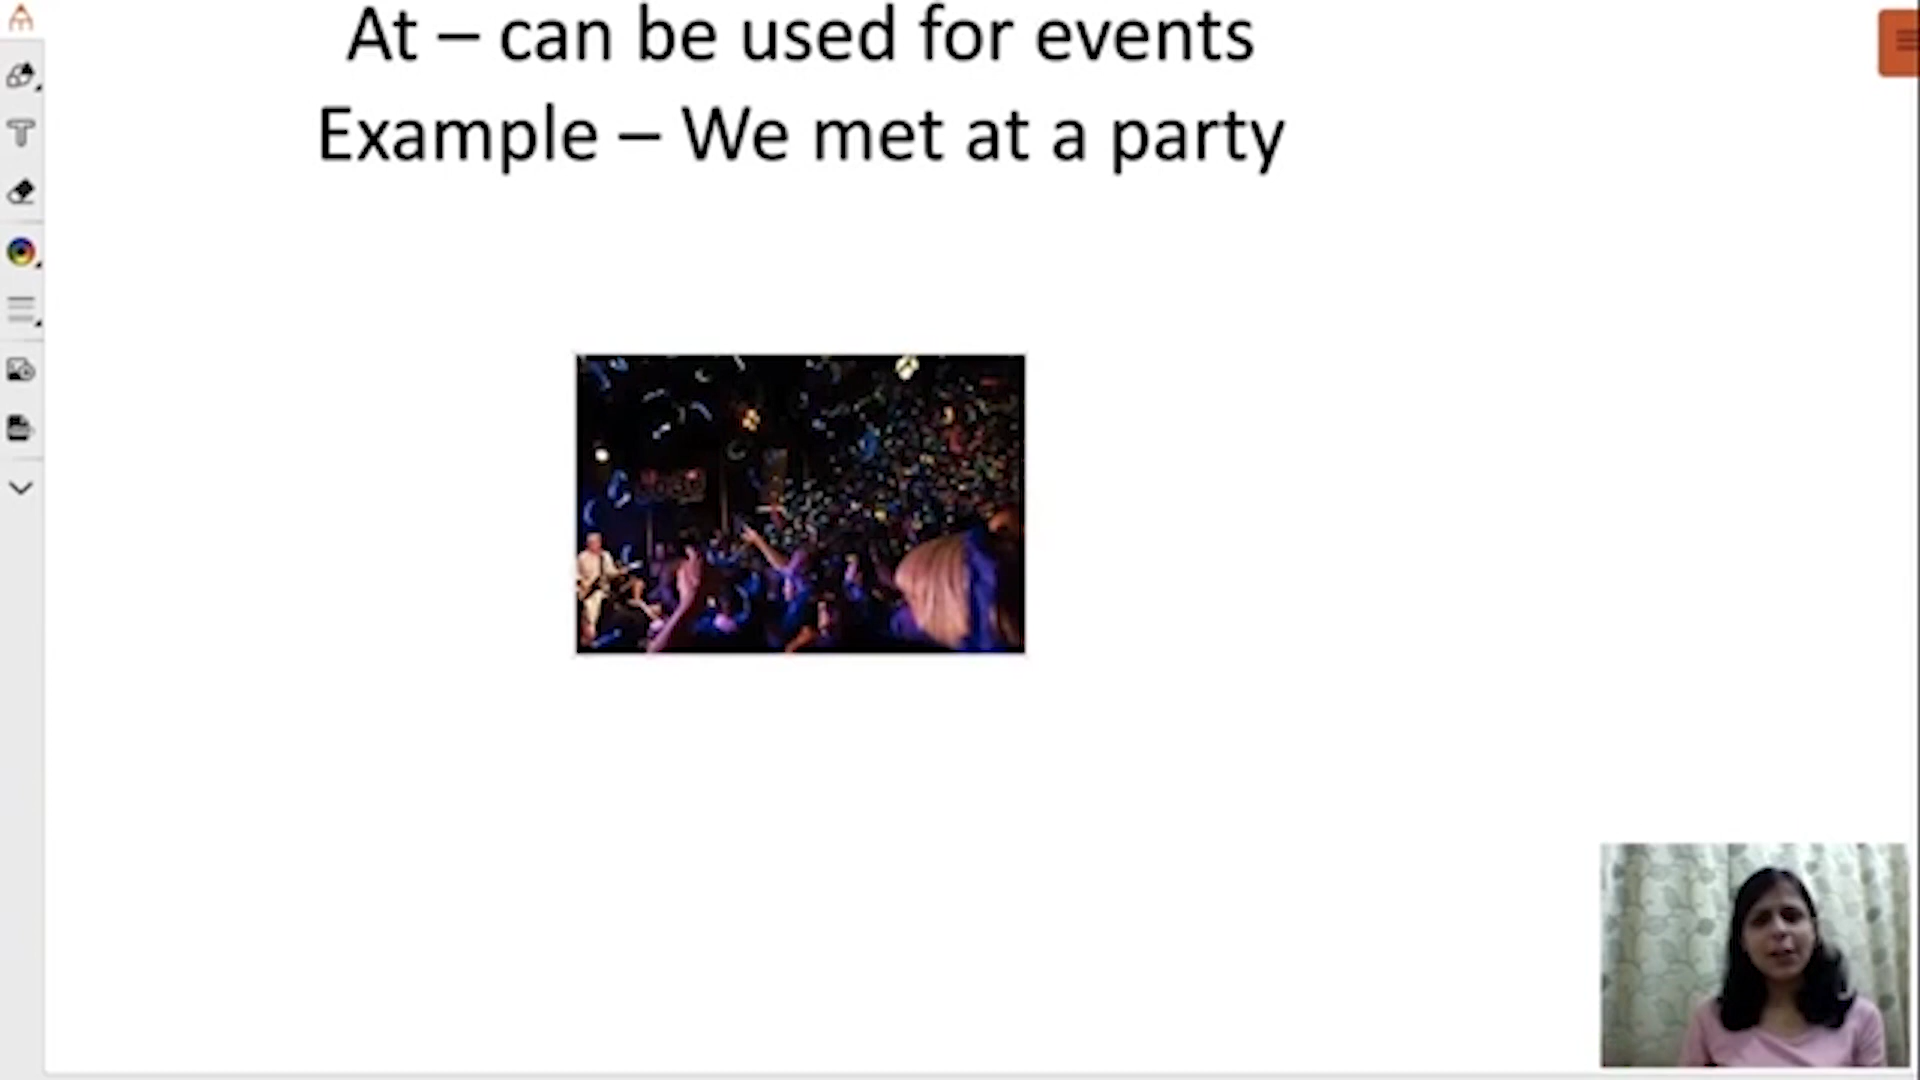 At – can be used for events
Example – We met at a party